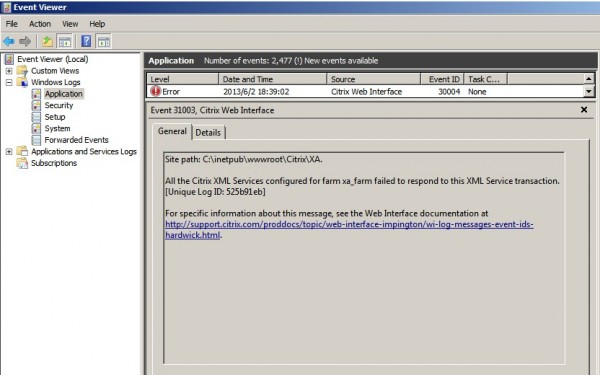 Event Viewer
File Action View Help
Event Viewer (Local)
Custom Views
Windows Logs
Application
Security
Setup
System
Forwarded Events
Applications and Services Logs
Subscriptions
Application Number of events: 2,477 (!) New events available
Level Date and Time Source Event ID Task C...
Error 2013/6/2 18:39:02 Citrix Web Interface 30004 None
Event 31003, Citrix Web Interface
General Details
Site path: C:\inetpub\wwwroot\Citrix\XA.
All the Citrix XML Services configured for farm xa_farm failed to respond to this XML Service transaction.
[Unique Log ID: 525b91eb]
For specific information about this message, see the Web Interface documentation at
http://support.citrix.com/proddocs/topic/web-interface-impington/wi-log-messages-event-ids-
hardwick.html.